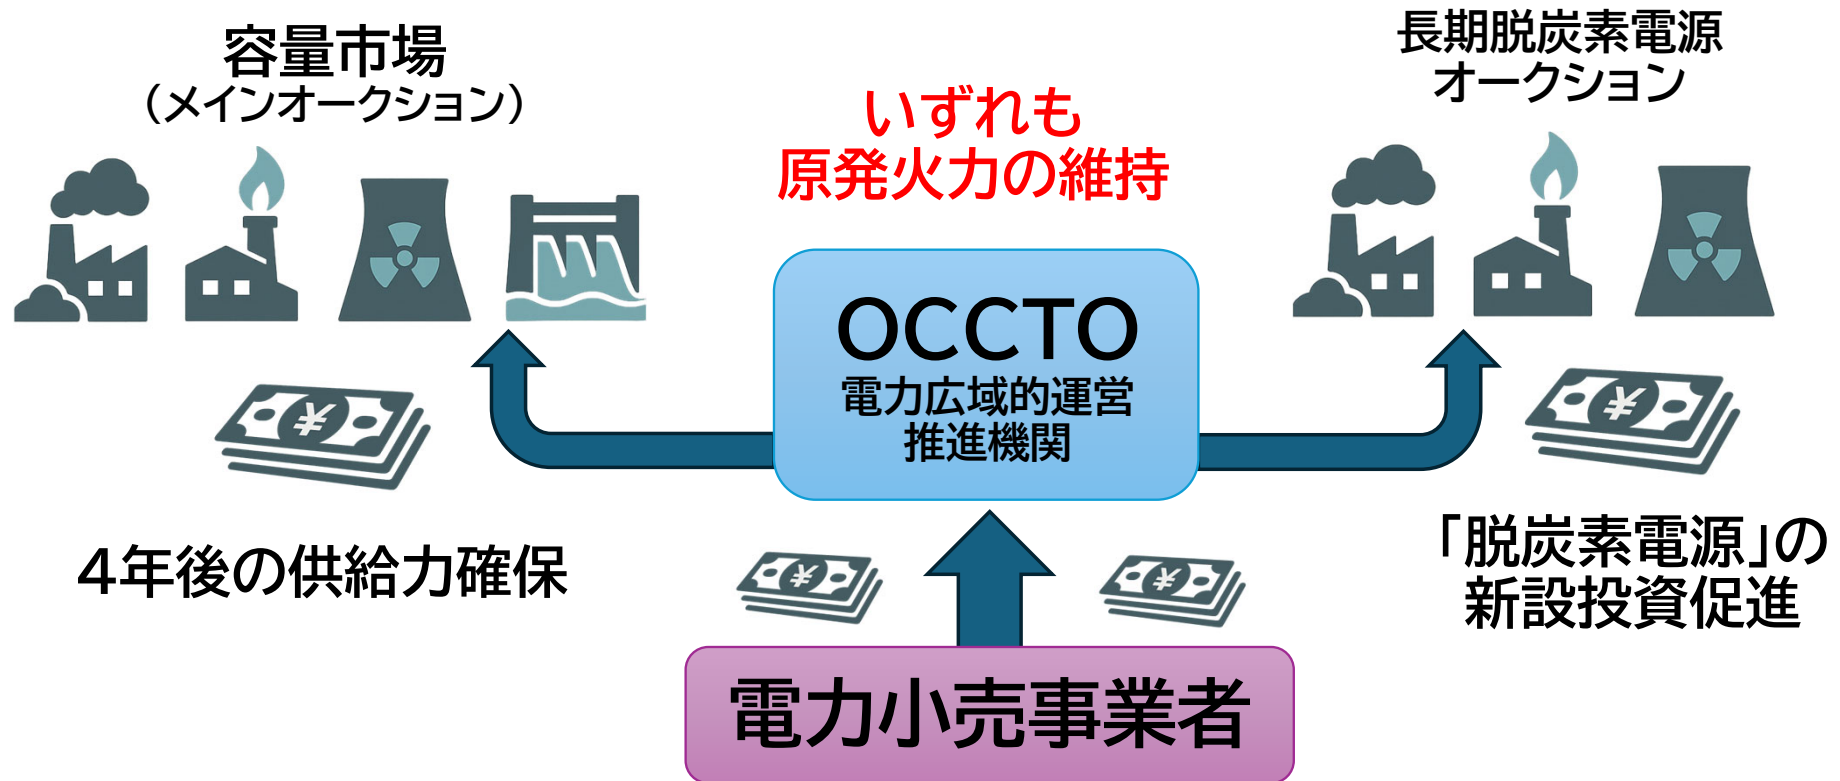 容量市場
（メインオークション）
長期脱炭素電源
オークション
いずれも
原発火力の維持
OCCTO
電力広域的運営
推進機関
4年後の供給力確保
「脱炭素電源」の
新設投資促進
電力小売事業者
¥
¥
¥
¥